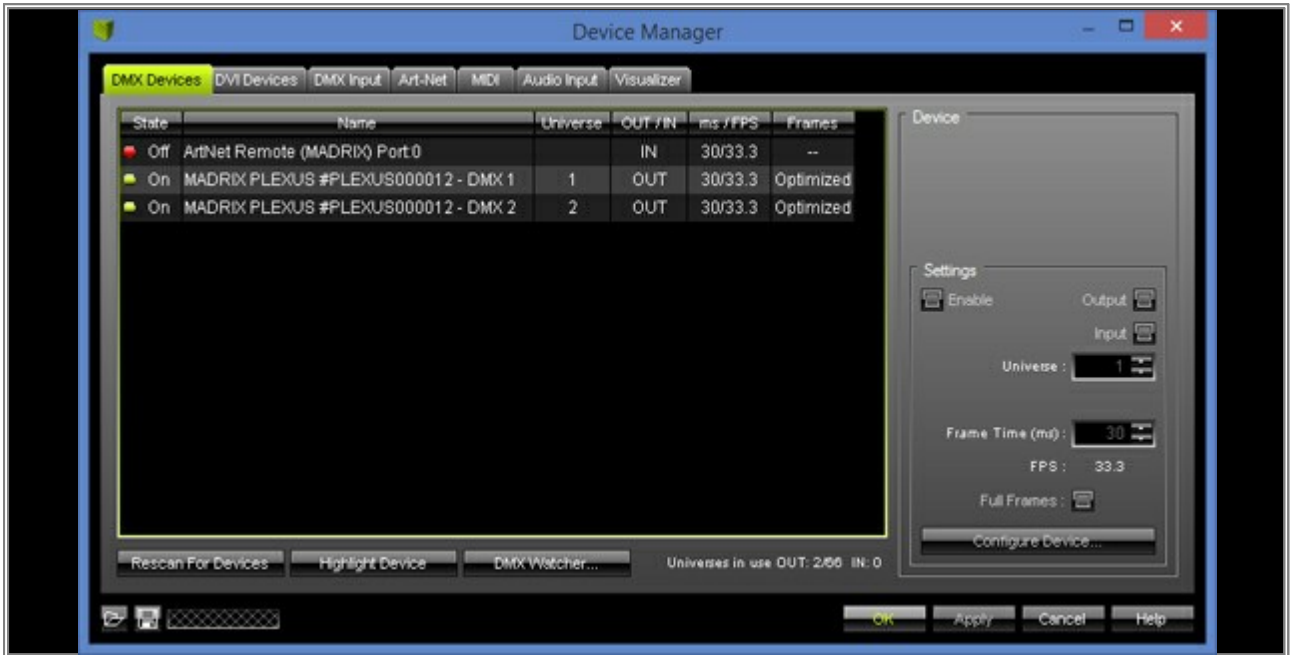 Device Manager
DMX Devices DVI Devices DMX Input Art-Net MIDI Audio Input Visualizer
State Name Universe OUT / IN ms / FPS Frames
Off ArtNet Remote (MADRIX) Port:0 IN 30/33.3 --
On MADRIX PLEXUS #PLEXUS000012 - DMX 1 1 OUT 30/33.3 Optimized
On MADRIX PLEXUS #PLEXUS000012 - DMX 2 2 OUT 30/33.3 Optimized
Device
Settings
Enable Output
Input
Universe : 1
Frame Time (ms) : 30
FPS : 33.3
Full Frames :
Configure Device...
Rescan For Devices Highlight Device DMX Watcher... Universes in use OUT: 2/66 IN: 0
OK Apply Cancel Help